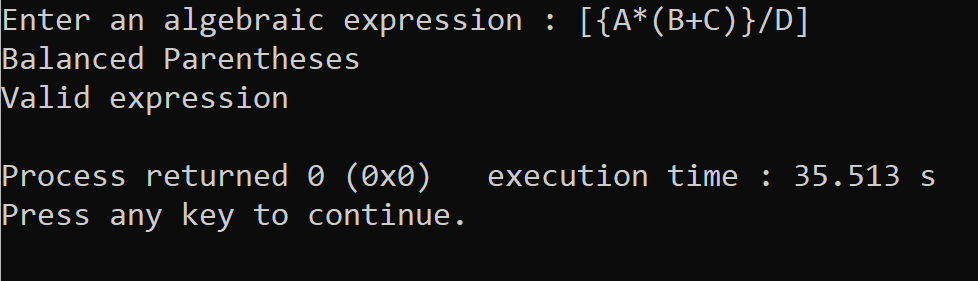 Enter an algebraic expression : [{A*(B+C)}/D]
Balanced Parentheses
Valid expression
Process returned 0 (0x0)   execution time : 35.513 s
Press any key to continue.